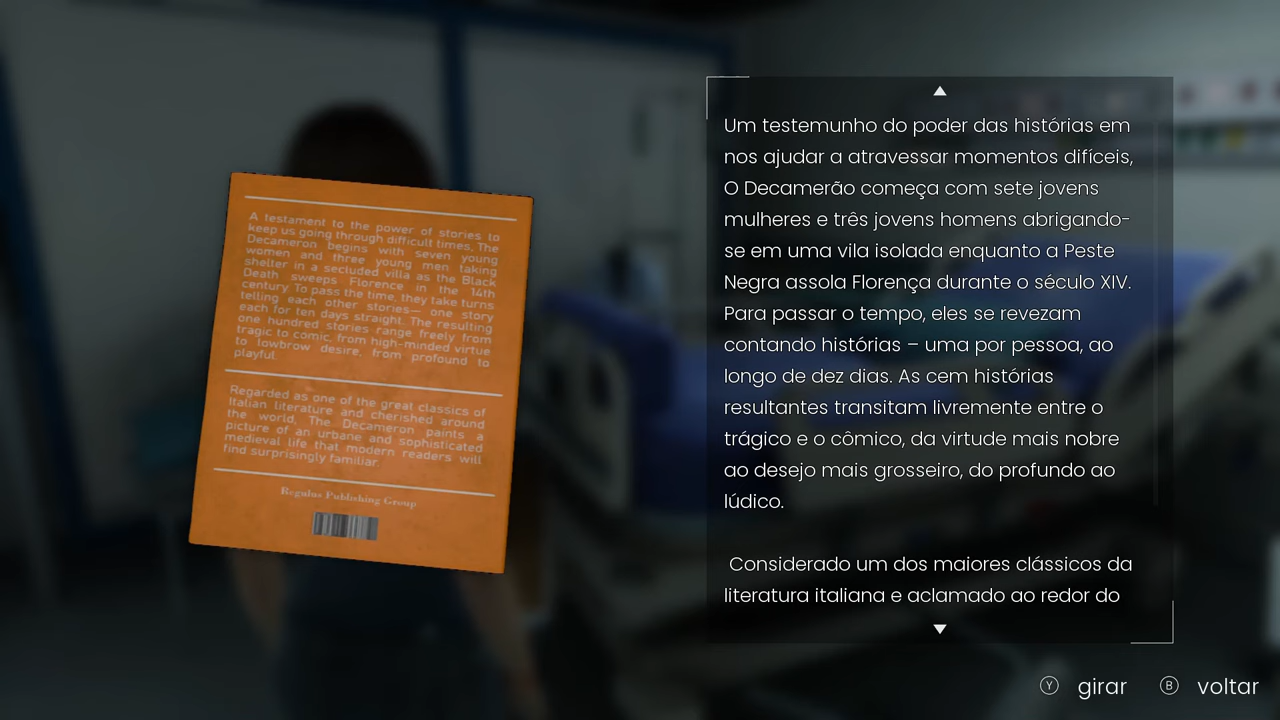 A testament to the power of stories to
keep us going through difficult times, The
Decameron begins with seven young
women and three young men taking
shelter in a secluded villa as the Black
Death sweeps Florence in the 14th
century. To pass the time, they take turns
telling each other stories— one story
each for ten days straight. The resulting
one hundred stories range freely from
tragic to comic, from high-minded virtue
to lowbrow desire, from profound to
playful.
Regarded as one of the great classics of
Italian literature and cherished around
the world, The Decameron paints a
picture of an urbane and sophisticated
medieval life that modern readers will
find surprisingly familiar.
Regulus Publishing Group
Um testemunho do poder das histórias em
nos ajudar a atravessar momentos difíceis,
O Decamerão começa com sete jovens
mulheres e três jovens homens abrigando-
se em uma vila isolada enquanto a Peste
Negra assola Florença durante o século XIV.
Para passar o tempo, eles se revezam
contando histórias – uma por pessoa, ao
longo de dez dias. As cem histórias
resultantes transitam livremente entre o
trágico e o cômico, da virtude mais nobre
ao desejo mais grosseiro, do profundo ao
lúdico.
Considerado um dos maiores clássicos da
literatura italiana e aclamado ao redor do
Y girar B voltar